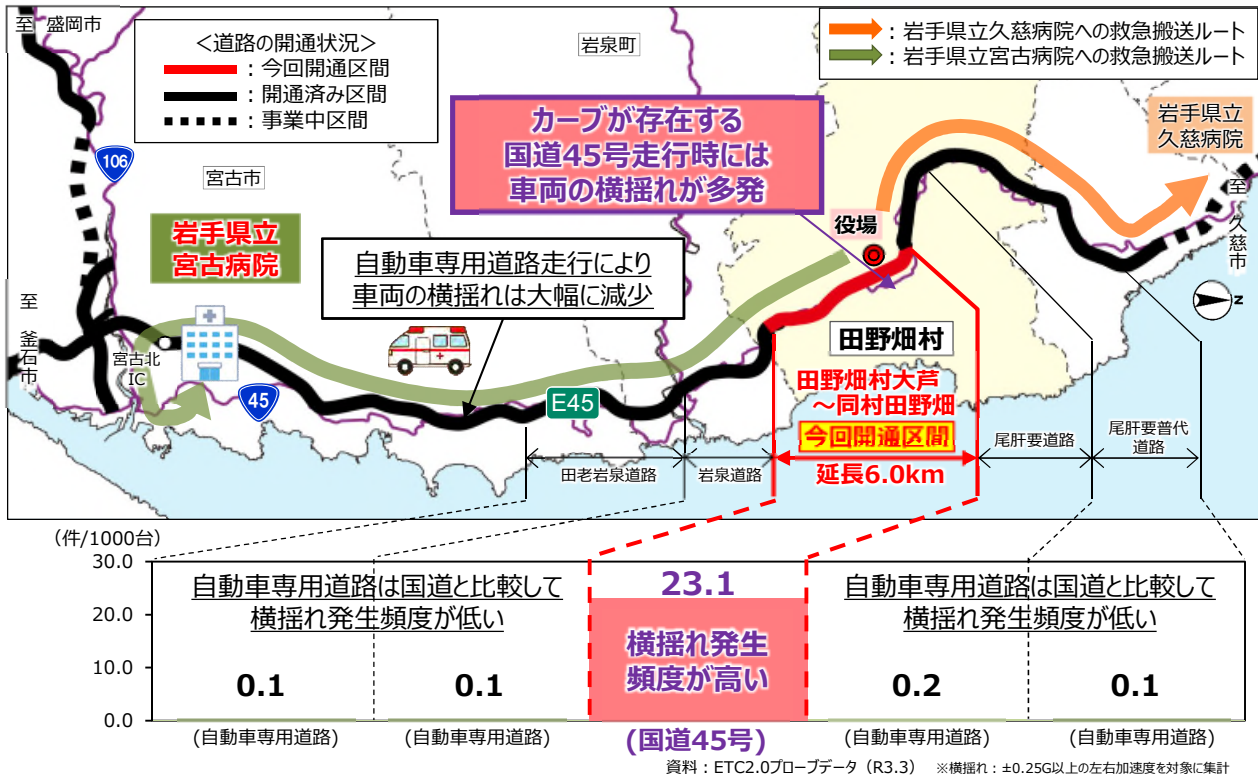 至 盛岡市
＜道路の開通状況＞
：今回開通区間
：開通済み区間
：事業中区間
岩泉町
：岩手県立久慈病院への救急搬送ルート
：岩手県立宮古病院への救急搬送ルート
カーブが存在する
国道45号走行時には
車両の横揺れが多発
岩手県立
久慈病院
至 久慈市
106
宮古市
岩手県立
宮古病院
自動車専用道路走行により
車両の横揺れは大幅に減少
役場
N
至 釜石市
宮古北
IC
45
E45
田野畑村
田野畑村大芦
～同村田野畑
今回開通区間
延長6.0km
田老岩泉道路
岩泉道路
尾肝要道路
尾肝要普代
道路
（件/1000台）
30.0
20.0
10.0
0.0
自動車専用道路は国道と比較して
横揺れ発生頻度が低い
0.1
0.1
23.1
横揺れ発生
頻度が高い
自動車専用道路は国道と比較して
横揺れ発生頻度が低い
0.2
0.1
(自動車専用道路)
(自動車専用道路)
(国道45号)
(自動車専用道路)
(自動車専用道路)
資料：ETC2.0プローブデータ（R3.3） ※横揺れ：±0.25G以上の左右加速度を対象に集計